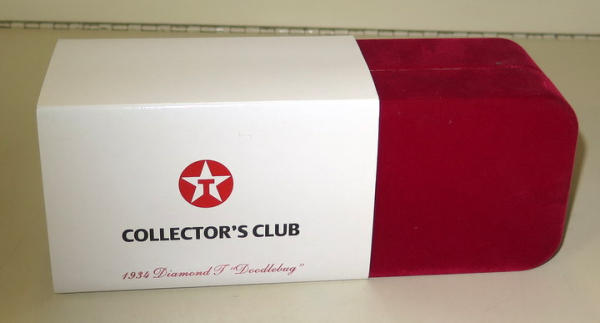 T
COLLECTOR'S CLUB
1934 Diamond T "Doodlebug"